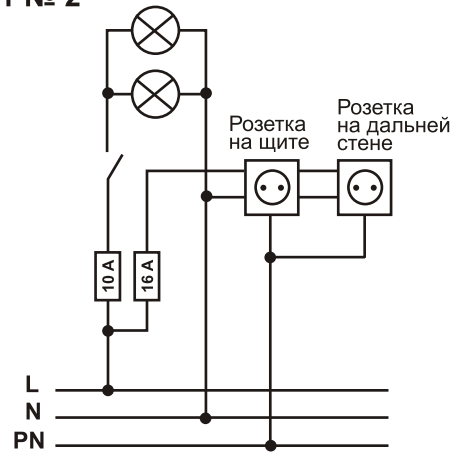 № 2
Розетка
на щите
Розетка
на дальней
стене
10 А
16 А
L
N
PN